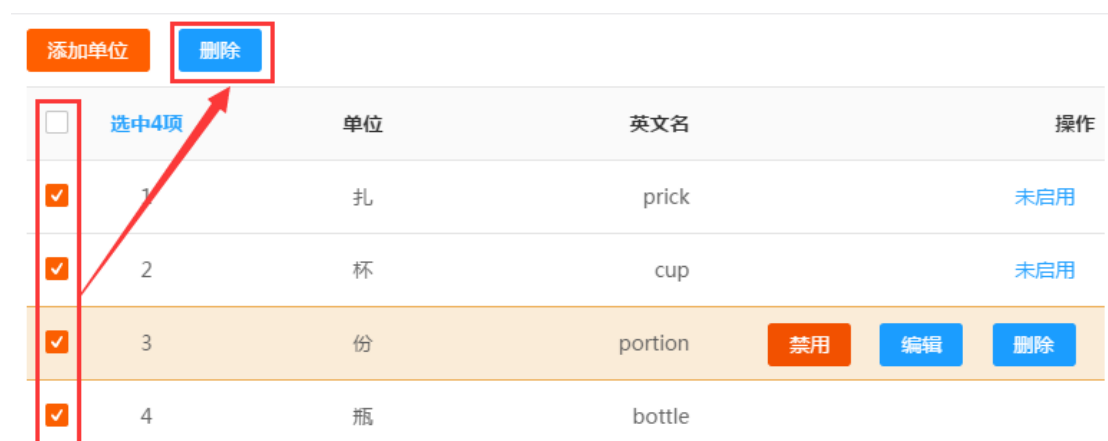 添加单位 删除
选中4项 单位 英文名 操作
1 扎 prick 未启用
2 杯 cup 未启用
3 份 portion 禁用 编辑 删除
4 瓶 bottle